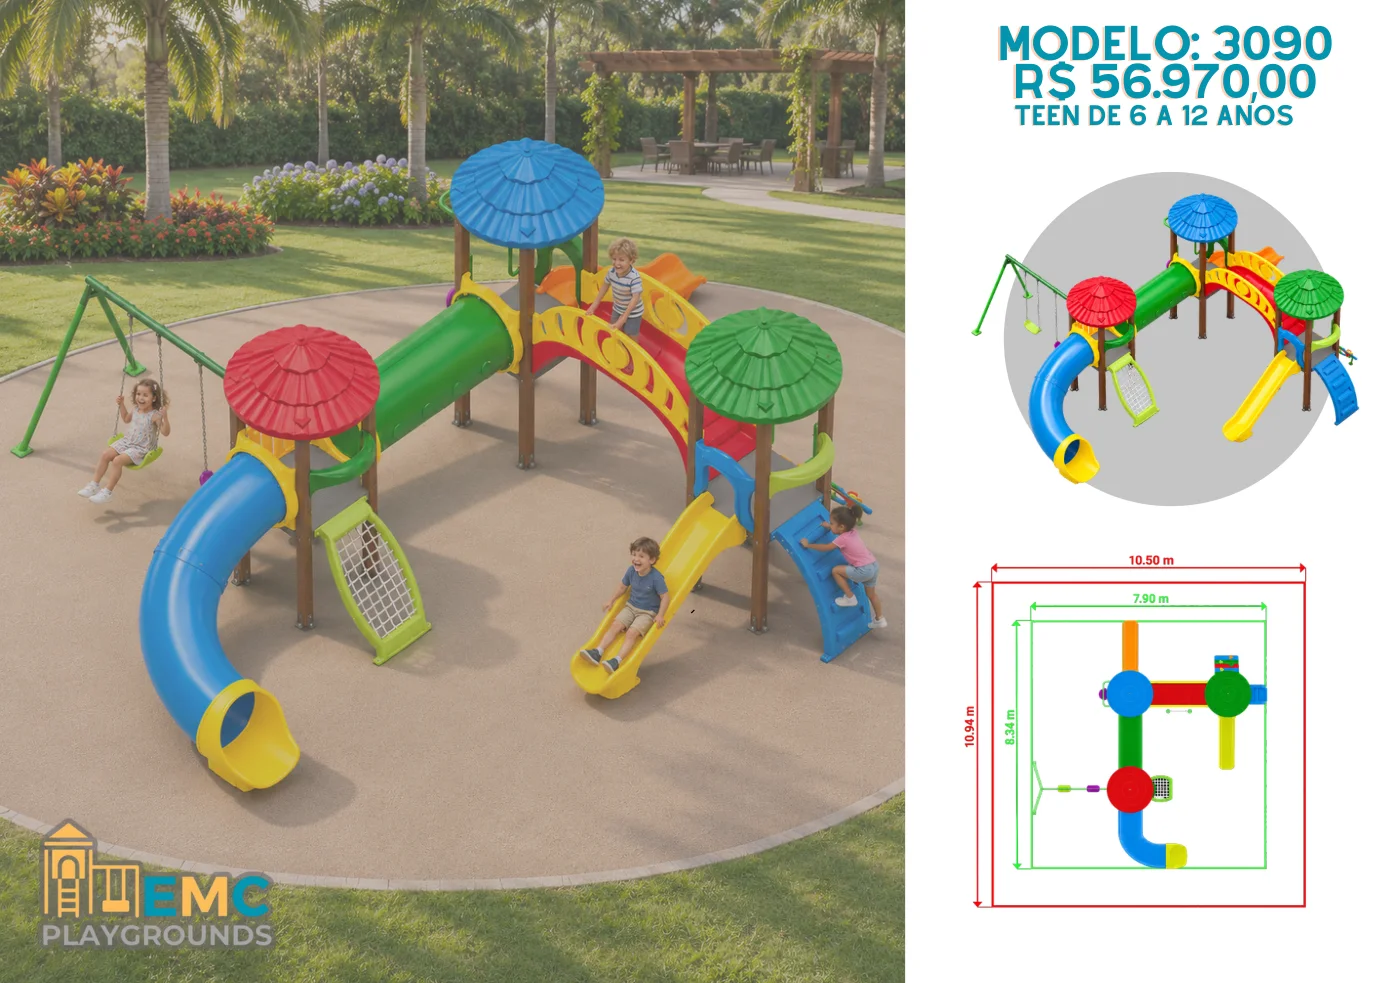 MODELO: 3090
R$ 56.970,00
TEEN DE 6 A 12 ANOS
10.50 m
7.90 m
10.94 m
8.34 m
EMC
PLAYGROUNDS